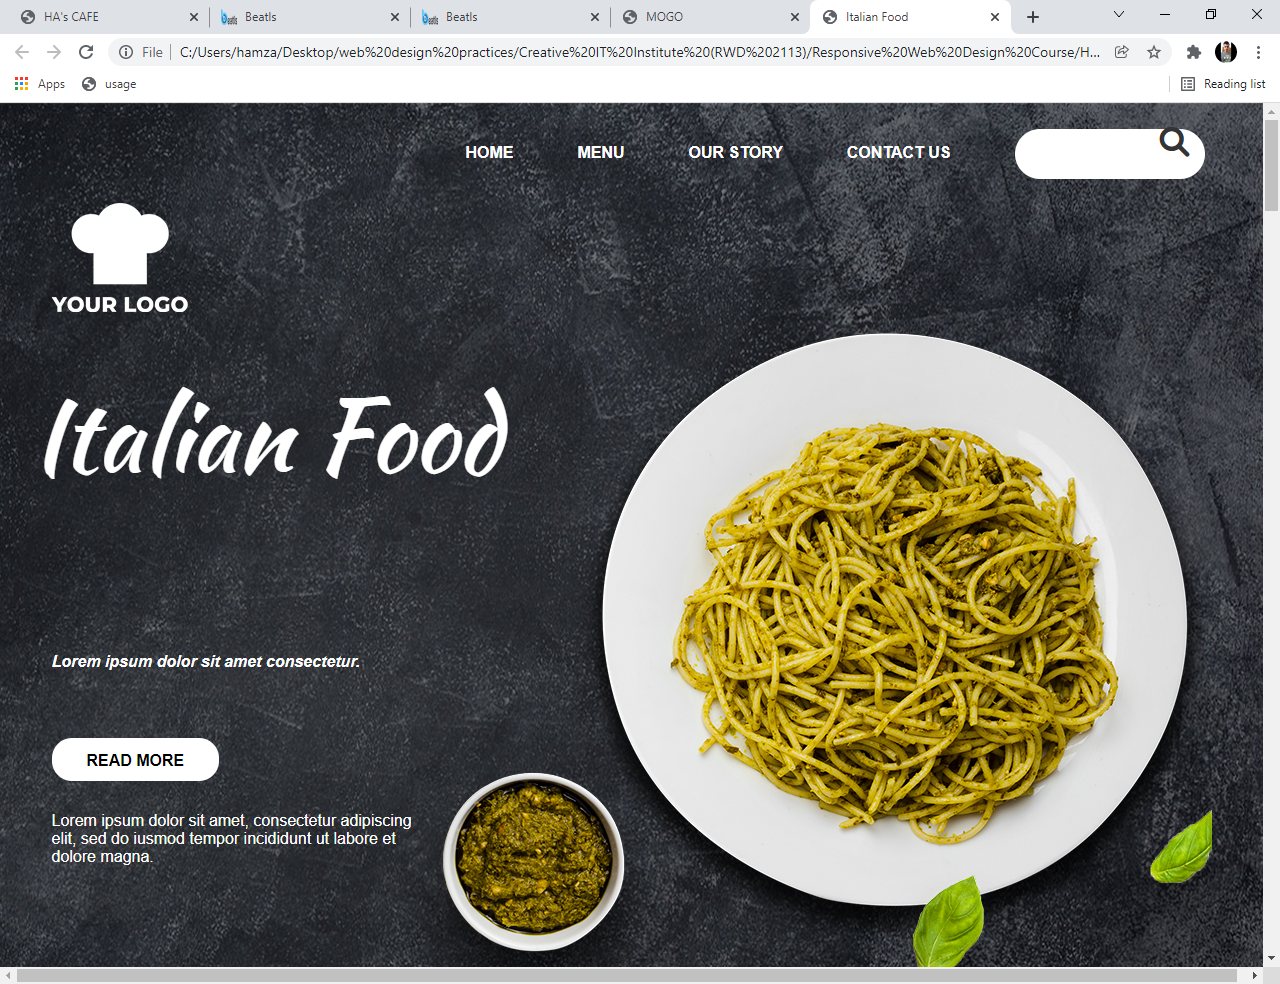 HA's CAFE
Beatls
Beatls
MOGO
Italian Food
File
C:/Users/hamza/Desktop/web%20design%20practices/Creative%20IT%20Institute%20(RWD%202113)/Responsive%20Web%20Design%20Course/H...
Apps
usage
Reading list
HOME
MENU
OUR STORY
CONTACT US
YOUR LOGO
Italian Food
Lorem ipsum dolor sit amet consectetur.
READ MORE
Lorem ipsum dolor sit amet, consectetur adipiscing
elit, sed do iusmod tempor incididunt ut labore et
dolore magna.